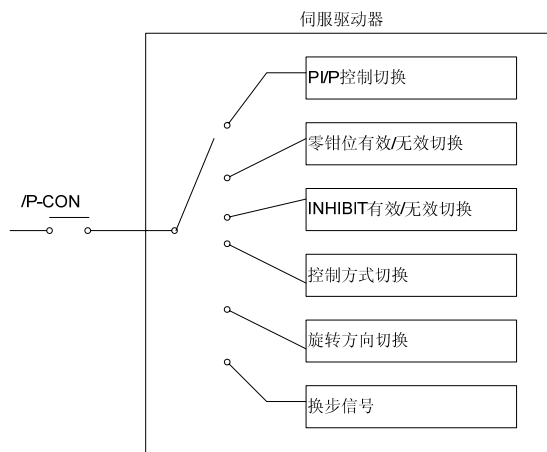 伺服驱动器
PI/P控制切换
零钳位有效/无效切换
/P-CON
INHIBIT有效/无效切换
控制方式切换
旋转方向切换
换步信号